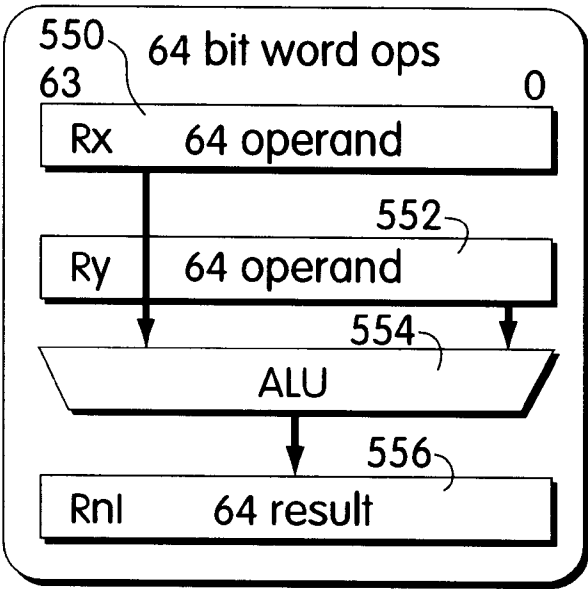 550
64 bit word ops
63 0
Rx 64 operand
552
Ry 64 operand
554
ALU
556
Rnl 64 result